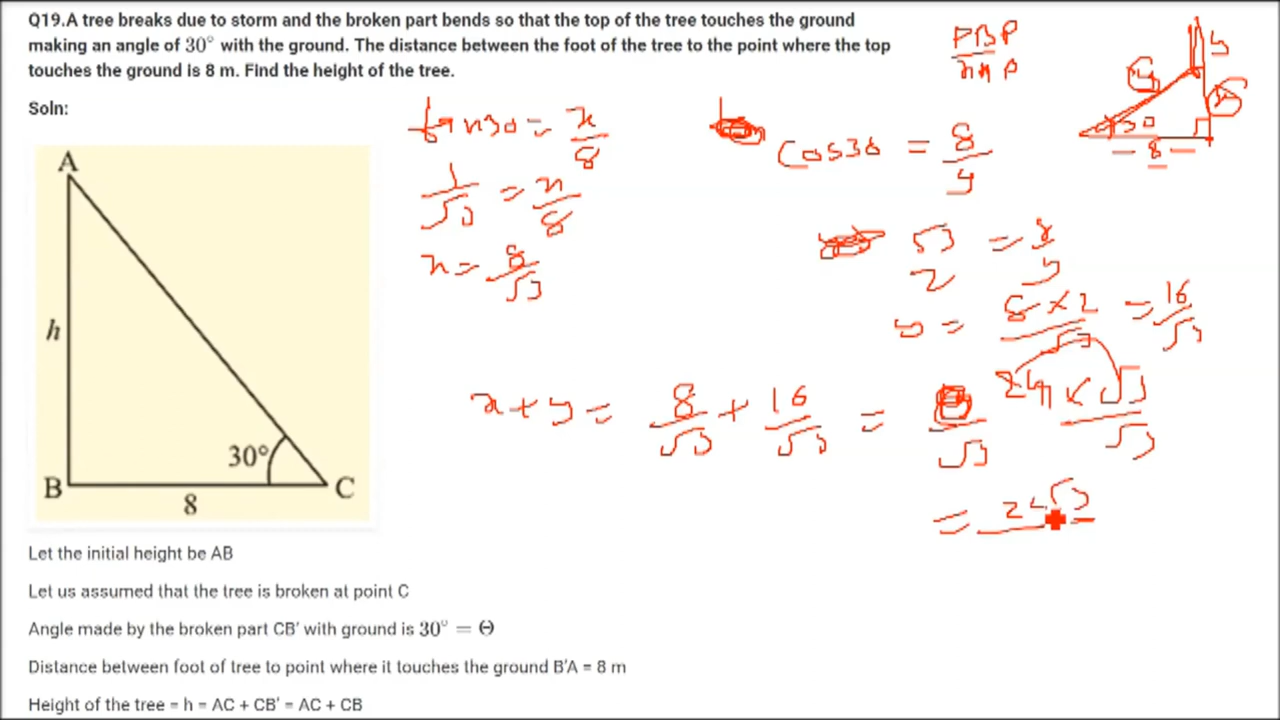 Q19.A tree breaks due to storm and the broken part bends so that the top of the tree touches the ground
making an angle of 30° with the ground. The distance between the foot of the tree to the point where the top
touches the ground is 8 m. Find the height of the tree.
Soln:
A
h
30°
B
C
8
Let the initial height be AB
Let us assumed that the tree is broken at point C
Angle made by the broken part CB' with ground is 30° = Θ
Distance between foot of tree to point where it touches the ground B'A = 8 m
Height of the tree = h = AC + CB' = AC + CB
tan30 = x/8
1/√3 = x/8
x = 8/√3
PBP
HHB
Cos30 = 8/y
√3/2 = 8/y
y = 8×2/√3 = 16/√3
x+y = 8/√3 + 16/√3 = 24/√3 × √3/√3
= 24√3
y
30
8